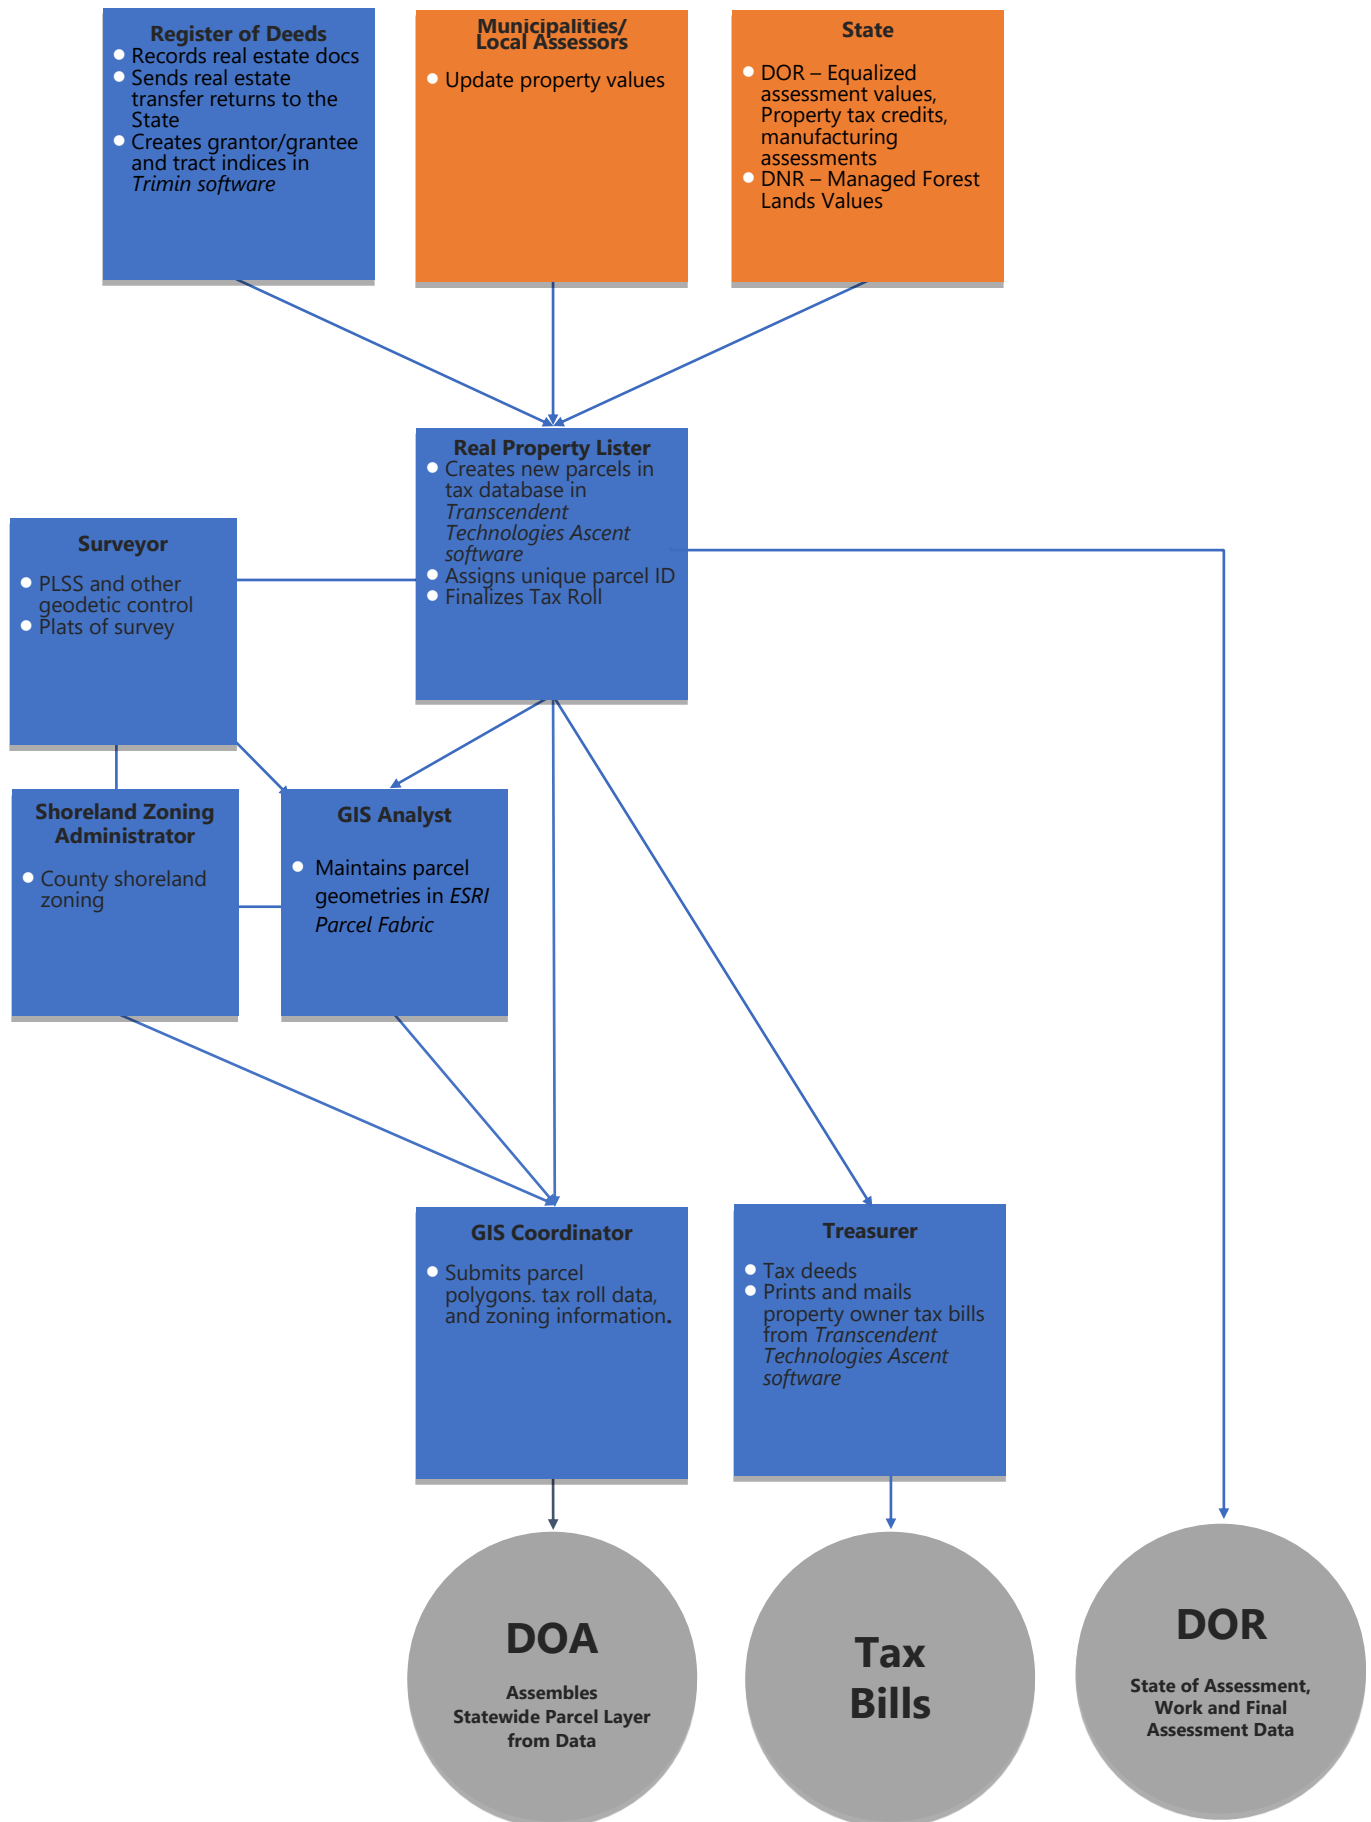 Register of Deeds
● Records real estate docs
● Sends real estate
transfer returns to the
State
● Creates grantor/grantee
and tract indices in
Trimin software
Municipalities/
Local Assessors
● Update property values
State
● DOR – Equalized
assessment values,
Property tax credits,
manufacturing
assessments
● DNR – Managed Forest
Lands Values
Real Property Lister
● Creates new parcels in
tax database in
Transcendent
Technologies Ascent
software
● Assigns unique parcel ID
● Finalizes Tax Roll
Surveyor
● PLSS and other
geodetic control
● Plats of survey
Shoreland Zoning
Administrator
● County shoreland
zoning
GIS Analyst
● Maintains parcel
geometries in ESRI
Parcel Fabric
GIS Coordinator
● Submits parcel
polygons. tax roll data,
and zoning information.
Treasurer
● Tax deeds
● Prints and mails
property owner tax bills
from Transcendent
Technologies Ascent
software
DOA
Assembles
Statewide Parcel Layer
from Data
Tax
Bills
DOR
State of Assessment,
Work and Final
Assessment Data